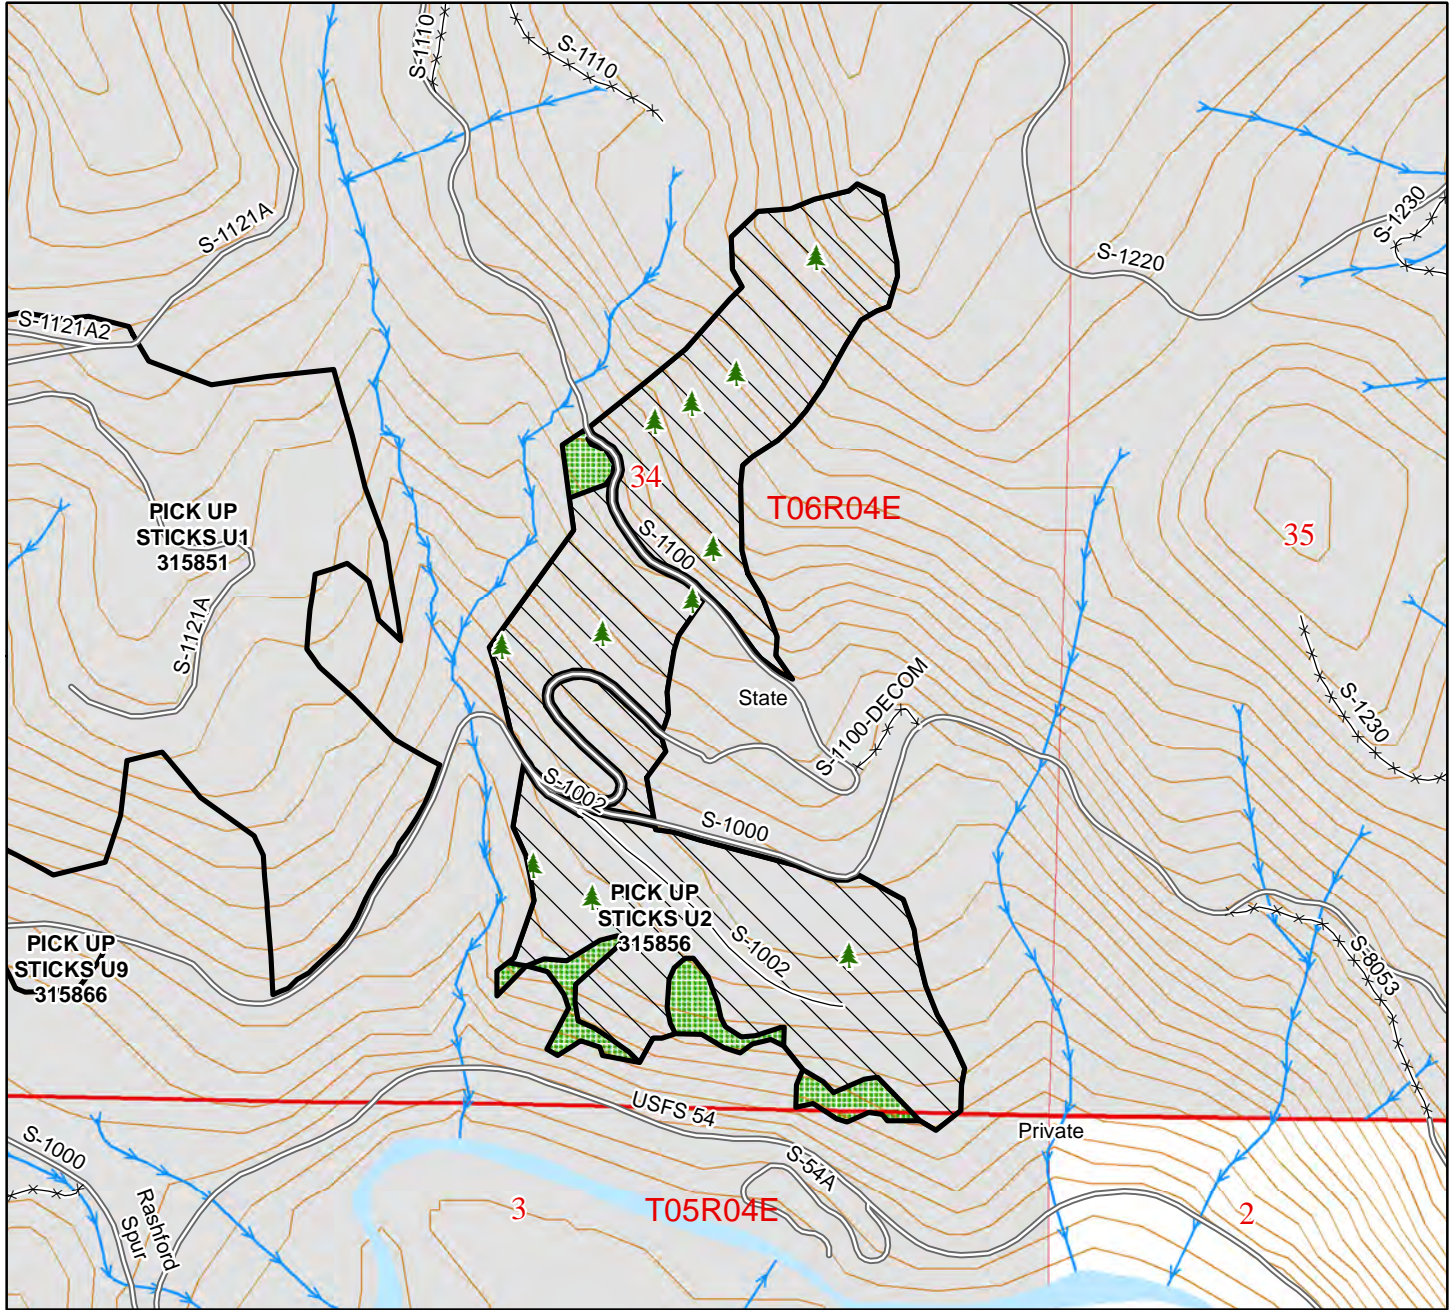 S-1110
S-1110
S-1121A
S-1230
S-1220
S-1121A2
34
T06R04E
35
PICK UP
STICKS U1
315851
S-1100
S-1121A
State
S-1100-DECOM
S-1230
S-1002
S-1000
PICK UP
STICKS U2
315856
S-1002
PICK UP
STICKS U9
315866
S-8053
USFS 54
Private
S-1000
S-54A
Rashford
Spur
3
T05R04E
2